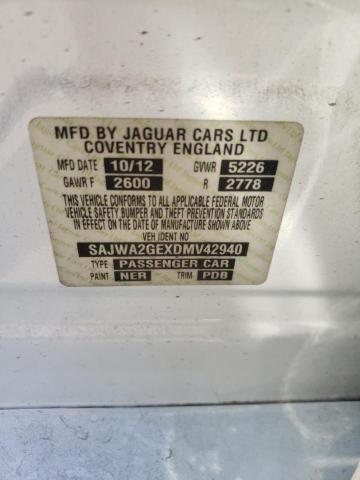 MFD BY JAGUAR CARS LTD
COVENTRY ENGLAND
MFD DATE 10/12 GVWR 5226
GAWR F 2600 R 2778
THIS VEHICLE CONFORMS TO ALL APPLICABLE FEDERAL MOTOR
VEHICLE SAFETY, BUMPER, AND THEFT PREVENTION STANDARDS
IN EFFECT ON THE DATE OF MANUFACTURE SHOWN ABOVE
VEH IDENT NO
SAJWA2GEXDMV42940
TYPE PASSENGER CAR
PAINT NER TRIM PDB